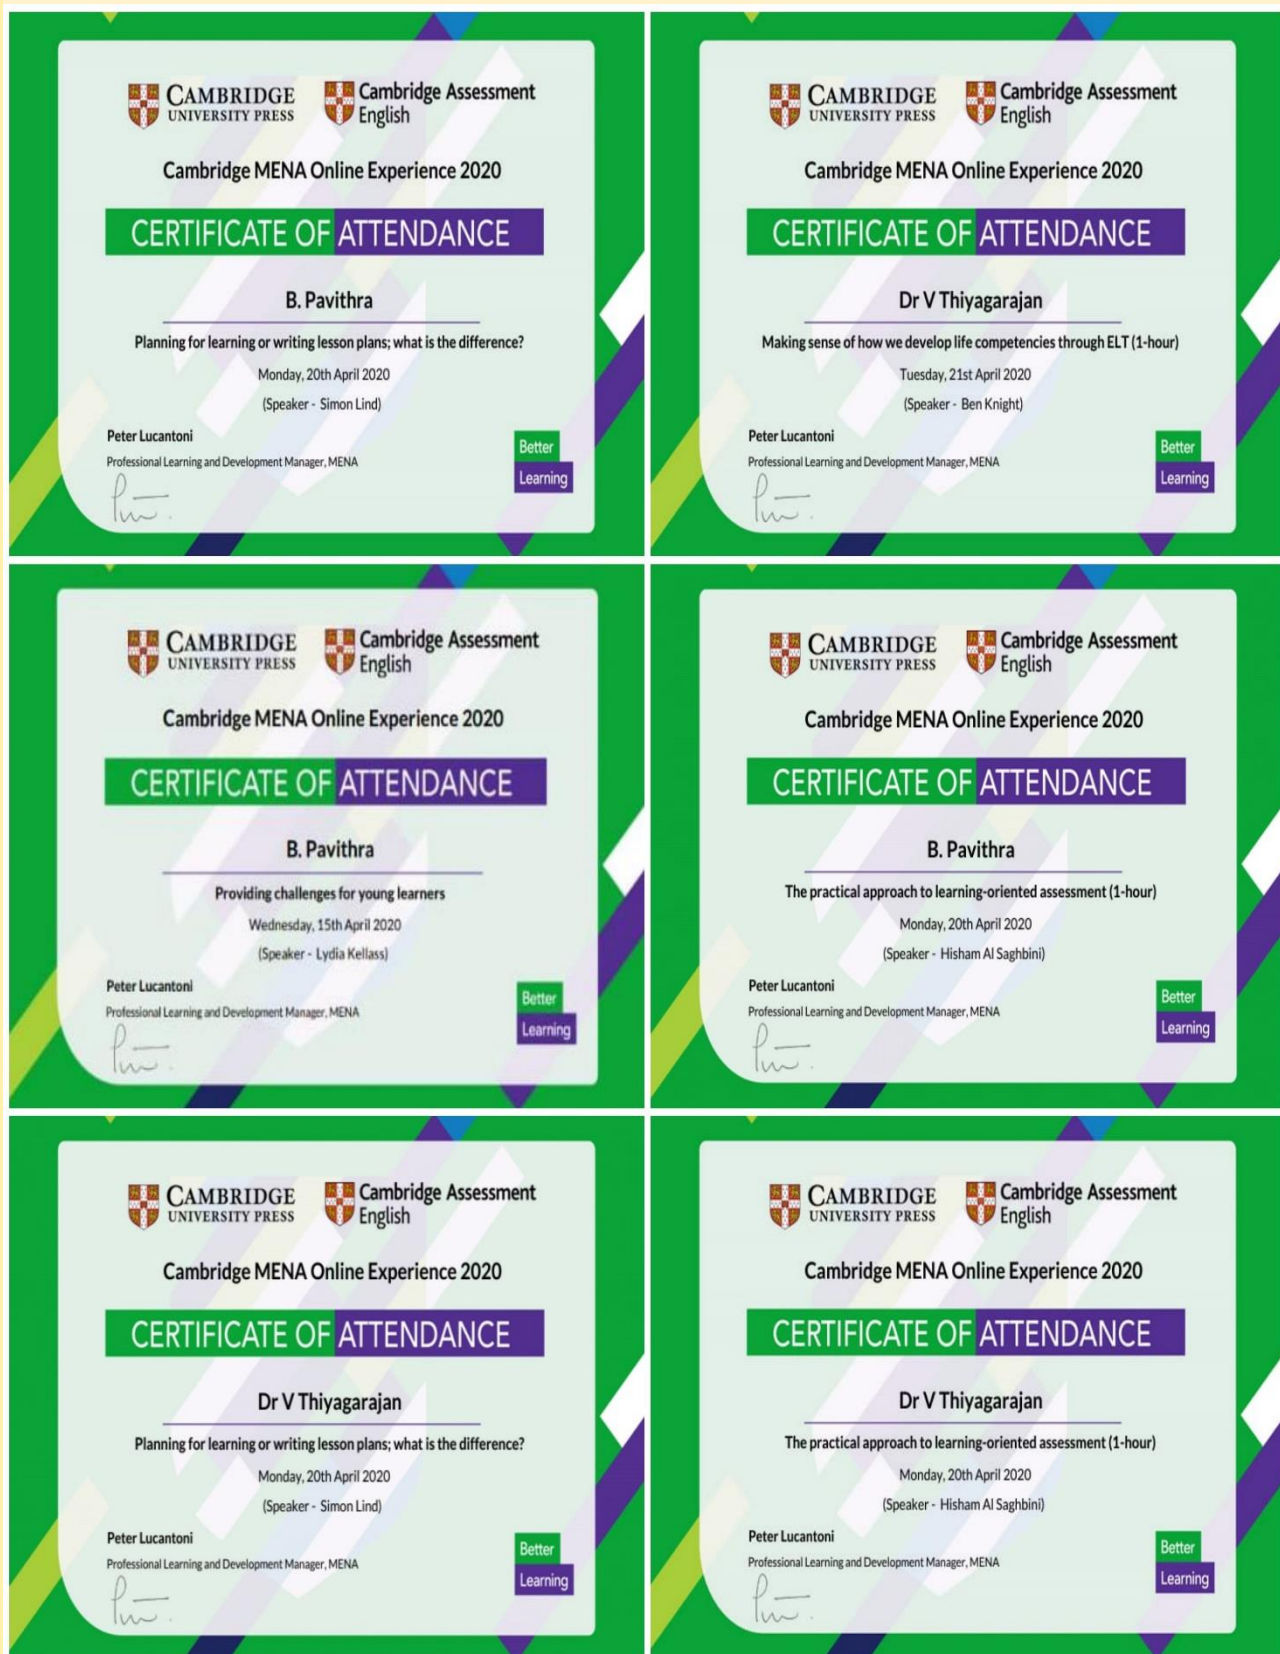 CAMBRIDGE
UNIVERSITY PRESS
Cambridge Assessment
English
Cambridge MENA Online Experience 2020
CERTIFICATE OF ATTENDANCE
B. Pavithra
Planning for learning or writing lesson plans; what is the difference?
Monday, 20th April 2020
(Speaker - Simon Lind)
Peter Lucantoni
Professional Learning and Development Manager, MENA
Better
Learning
CAMBRIDGE
UNIVERSITY PRESS
Cambridge Assessment
English
Cambridge MENA Online Experience 2020
CERTIFICATE OF ATTENDANCE
Dr V Thiyagarajan
Making sense of how we develop life competencies through ELT (1-hour)
Tuesday, 21st April 2020
(Speaker - Ben Knight)
Peter Lucantoni
Professional Learning and Development Manager, MENA
Better
Learning
CAMBRIDGE
UNIVERSITY PRESS
Cambridge Assessment
English
Cambridge MENA Online Experience 2020
CERTIFICATE OF ATTENDANCE
B. Pavithra
Providing challenges for young learners
Wednesday, 15th April 2020
(Speaker - Lydia Kellass)
Peter Lucantoni
Professional Learning and Development Manager, MENA
Better
Learning
CAMBRIDGE
UNIVERSITY PRESS
Cambridge Assessment
English
Cambridge MENA Online Experience 2020
CERTIFICATE OF ATTENDANCE
B. Pavithra
The practical approach to learning-oriented assessment (1-hour)
Monday, 20th April 2020
(Speaker - Hisham Al Saghbini)
Peter Lucantoni
Professional Learning and Development Manager, MENA
Better
Learning
CAMBRIDGE
UNIVERSITY PRESS
Cambridge Assessment
English
Cambridge MENA Online Experience 2020
CERTIFICATE OF ATTENDANCE
Dr V Thiyagarajan
Planning for learning or writing lesson plans; what is the difference?
Monday, 20th April 2020
(Speaker - Simon Lind)
Peter Lucantoni
Professional Learning and Development Manager, MENA
Better
Learning
CAMBRIDGE
UNIVERSITY PRESS
Cambridge Assessment
English
Cambridge MENA Online Experience 2020
CERTIFICATE OF ATTENDANCE
Dr V Thiyagarajan
The practical approach to learning-oriented assessment (1-hour)
Monday, 20th April 2020
(Speaker - Hisham Al Saghbini)
Peter Lucantoni
Professional Learning and Development Manager, MENA
Better
Learning